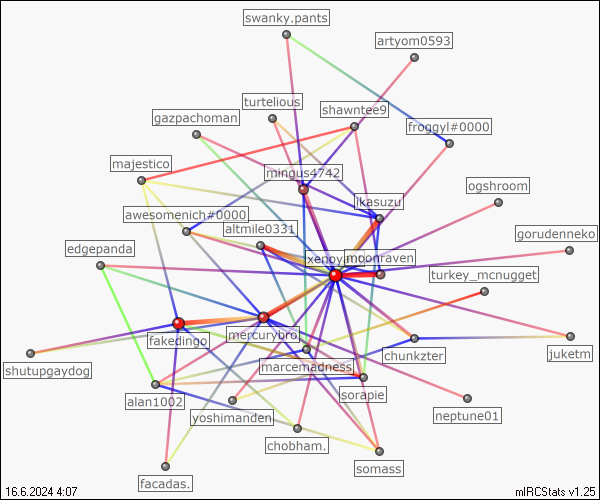 swanky.pants
artyom0593
turtelious
shawntee9
gazpachoman
froggyl#0000
majestico
mingus4742
ogshroom
ikasuzu
awesomenich#0000
altmile0331
gorudenneko
edgepanda
moonraven
turkey_mcnugget
fakedingo
mercurybro
juketm
chunkzter
shutupgaydog
marcemadness
sorapie
alan1002
yoshimanden
neptune01
chobham.
somass
facadas.
16.6.2024 4:07
mIRCStats v1.25